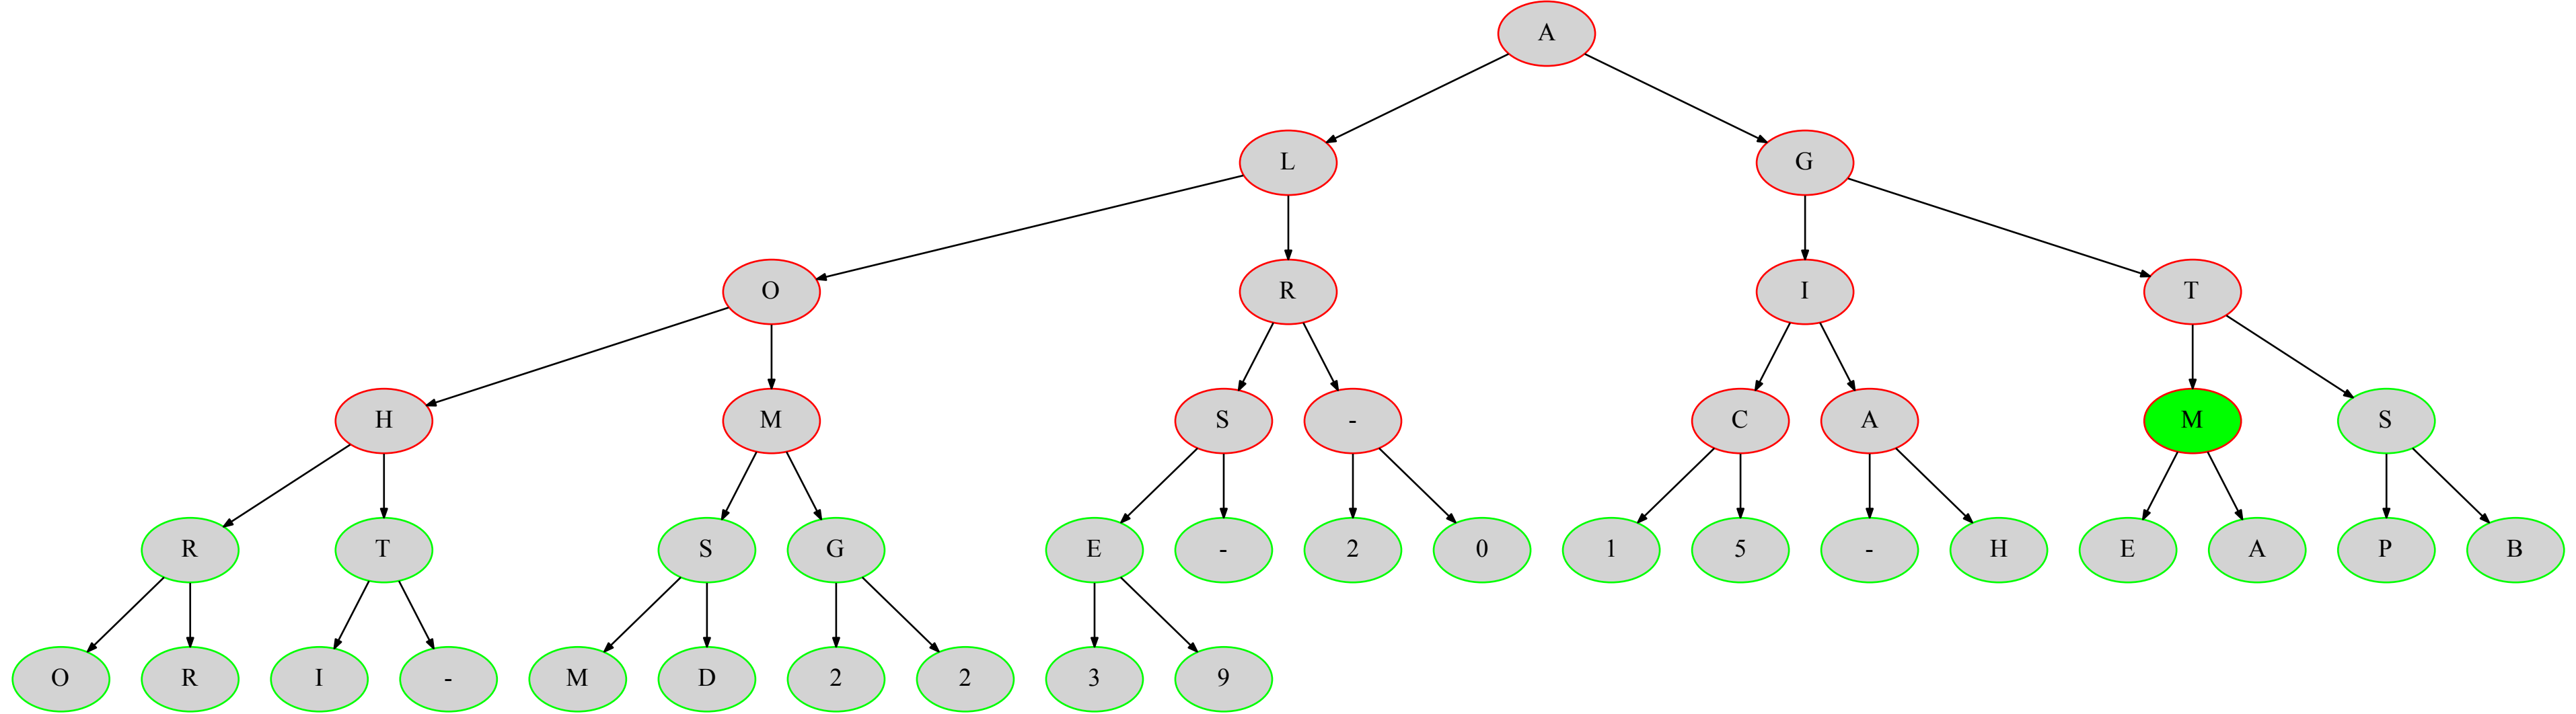 A
L G
O R I T
H M S - C A M S
R T S G E - 2 0 1 5 - H E A P B
O R I - M D 2 2 3 9